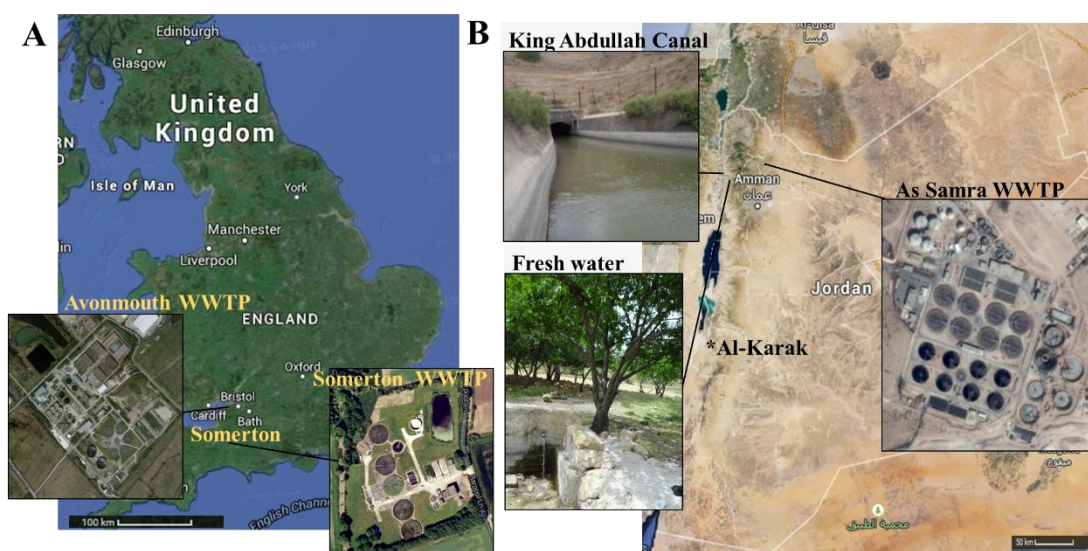 A
Edinburgh
Glasgow
United
Kingdom
Isle of Man
York
Manchester
Liverpool
Avonmouth WWTP
ENGLAND
Oxford
Somerton WWTP
Bristol
Cardiff
Bath
Somerton
English Channel
100 km
B
King Abdullah Canal
Amman
عمان
As Samra WWTP
Fresh water
Jordan
*Al-Karak
محمية الطبيق
50 km